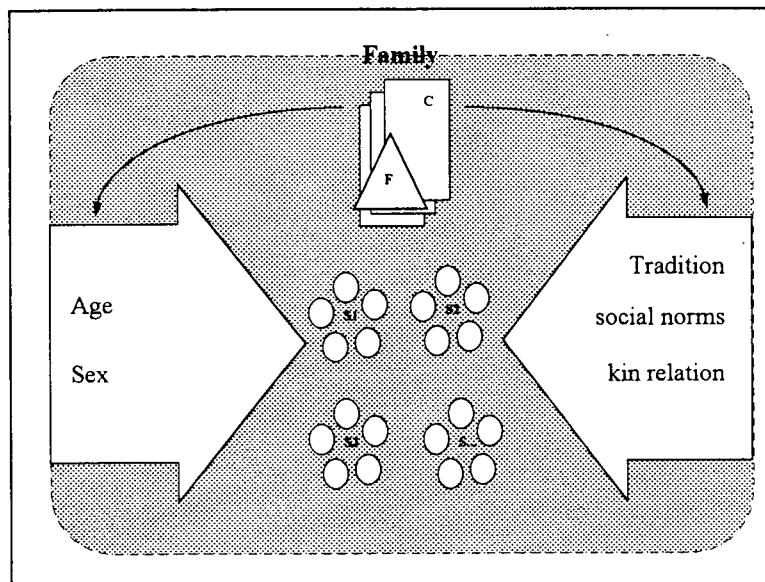 Family
C
F
Age
Sex
Tradition
social norms
kin relation
S1
S2
S3
S...